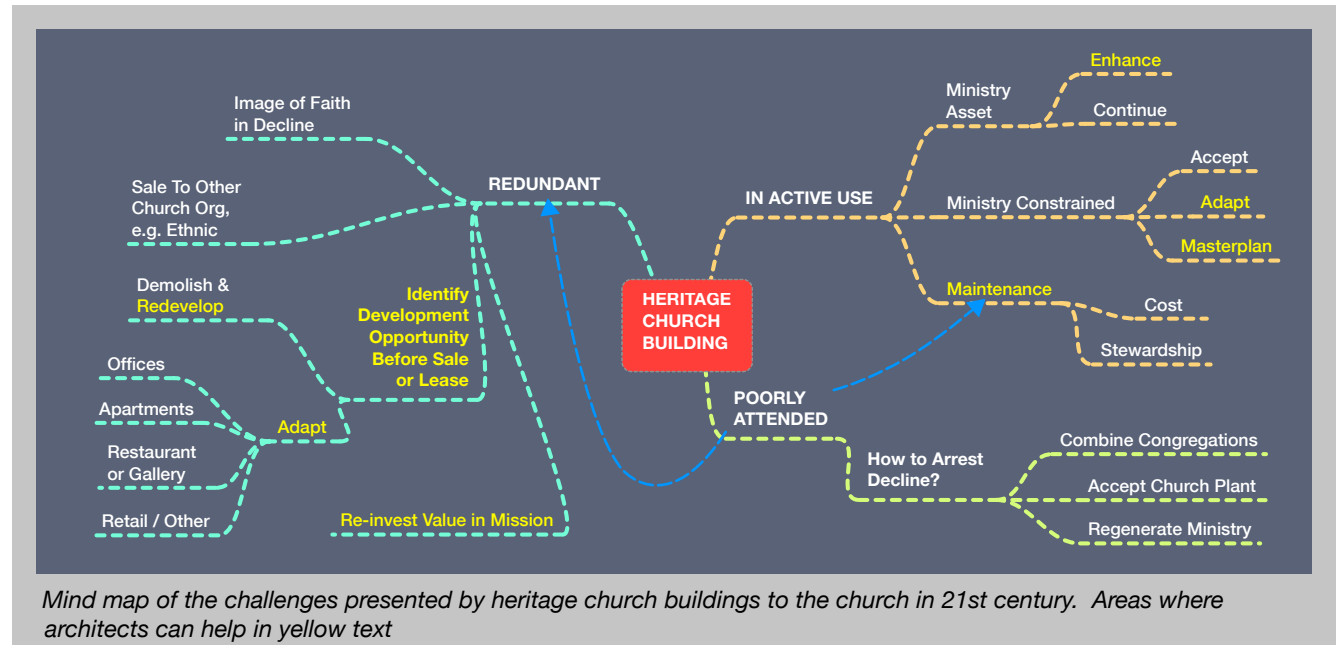 Image of Faith
in Decline
Sale To Other
Church Org,
e.g. Ethnic
Demolish &
Redevelop
Offices
Apartments
Restaurant
or Gallery
Retail / Other
Adapt
REDUNDANT
Identify
Development
Opportunity
Before Sale
or Lease
Re-invest Value in Mission
HERITAGE
CHURCH
BUILDING
IN ACTIVE USE
Ministry
Asset
Enhance
Continue
Ministry Constrained
Accept
Adapt
Masterplan
Maintenance
Cost
Stewardship
POORLY
ATTENDED
How to Arrest
Decline?
Combine Congregations
Accept Church Plant
Regenerate Ministry
Mind map of the challenges presented by heritage church buildings to the church in 21st century.  Areas where
architects can help in yellow text